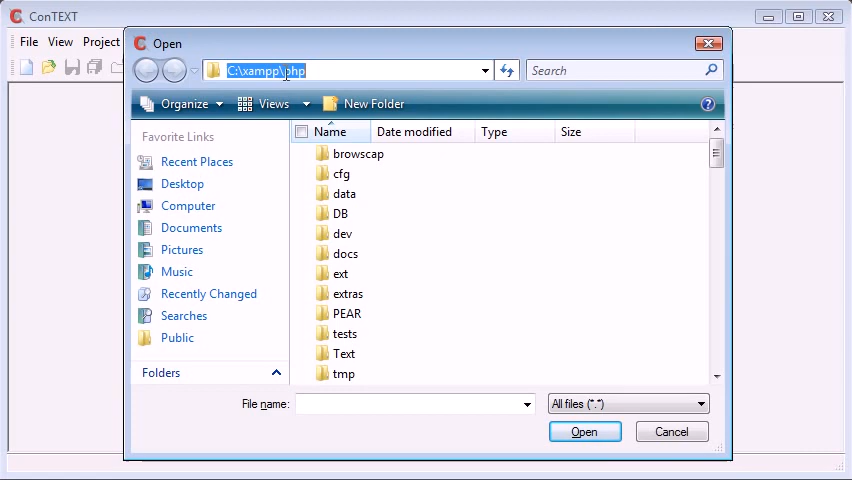 ConTEXT
File View Project
Open
C:\xampp\php
Search
Organize Views New Folder
Favorite Links
Recent Places
Desktop
Computer
Documents
Pictures
Music
Recently Changed
Searches
Public
Folders
Name Date modified Type Size
browscap
cfg
data
DB
dev
docs
ext
extras
PEAR
tests
Text
tmp
File name:
All files (*.*)
Open Cancel